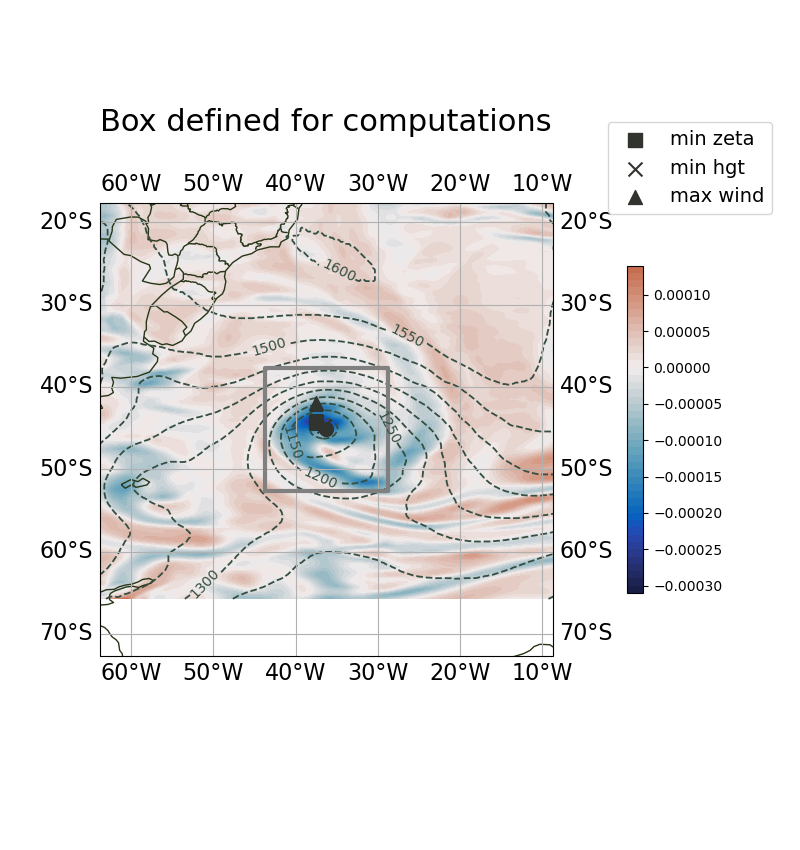 Box defined for computations
min zeta
min hgt
max wind
60°W 50°W 40°W 30°W 20°W 10°W
20°S 20°S
30°S 30°S
40°S 40°S
50°S 50°S
60°S 60°S
70°S 70°S
60°W 50°W 40°W 30°W 20°W 10°W
1600
1550
1500
1250
1150
1200
1300
0.00010
0.00005
0.00000
−0.00005
−0.00010
−0.00015
−0.00020
−0.00025
−0.00030